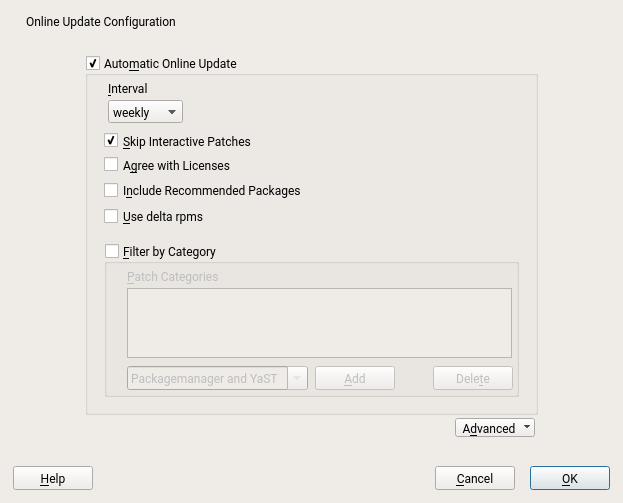 Online Update Configuration
Automatic Online Update
Interval
weekly
Skip Interactive Patches
Agree with Licenses
Include Recommended Packages
Use delta rpms
Filter by Category
Patch Categories
Packagemanager and YaST Add Delete
Advanced
Help Cancel OK